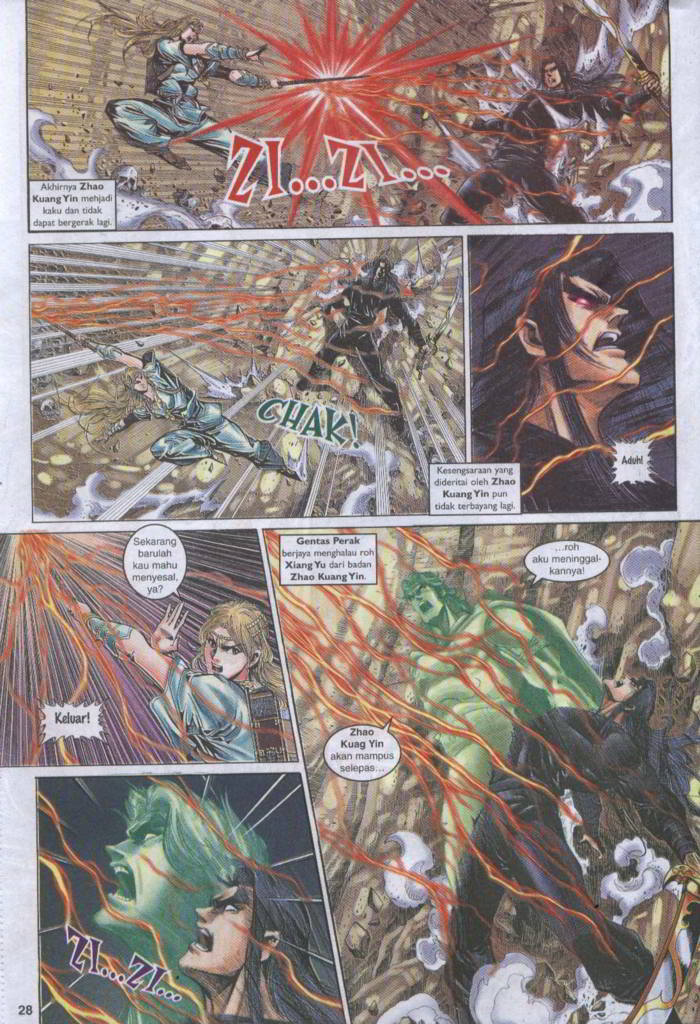 ZI...ZI...
Akhirnya Zhao
Kuang Yin mehjadi
kaku dan tidak
dapat bergerak lagi.
CHAK!
Kesengsaraan yang
dideritai oleh Zhao
Kuang Yin pun
tidak terbayang lagi.
Aduh!
Sekarang
barulah
kau mahu
menyesal,
ya?
Keluar!
Gentas Perak
berjaya menghalau roh
Xiang Yu dari badan
Zhao Kuang Yin.
...roh
aku meninggal-
kannya!
Zhao
Kuag Yin
akan mampus
selepas...
ZI...ZI...
28